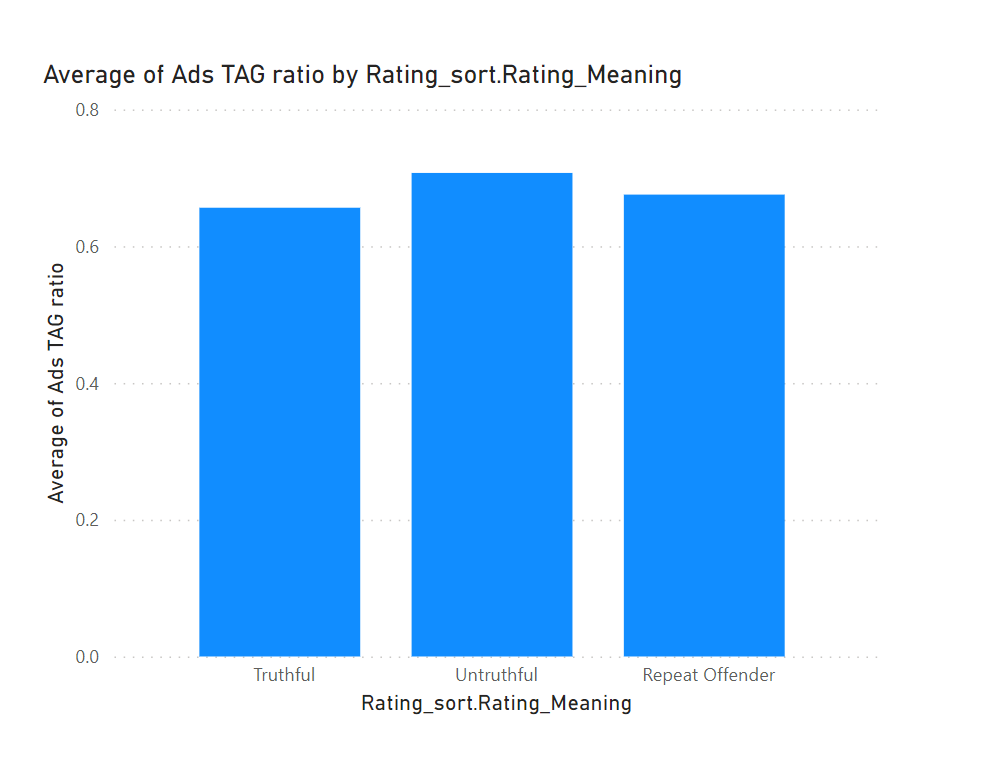 Average of Ads TAG ratio by Rating_sort.Rating_Meaning
0.8
0.6
0.4
0.2
0.0
Average of Ads TAG ratio
Truthful
Untruthful
Repeat Offender
Rating_sort.Rating_Meaning